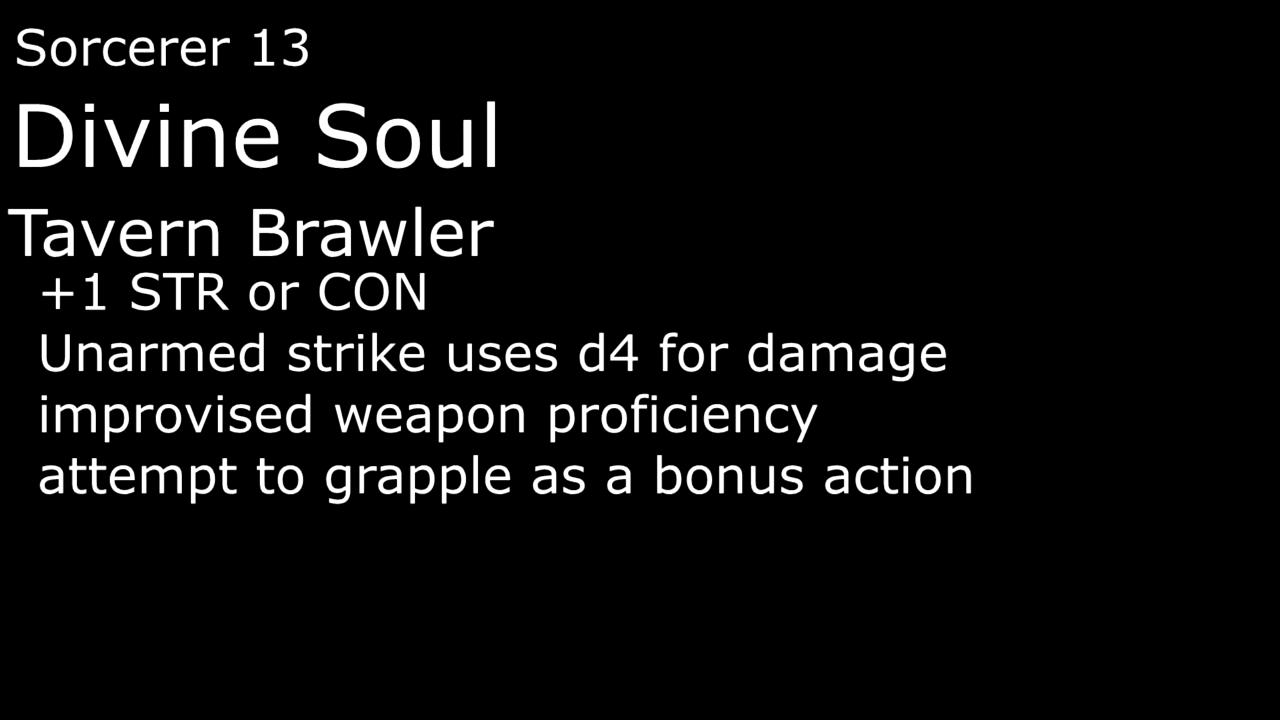 Sorcerer 13
Divine Soul
Tavern Brawler
+1 STR or CON
Unarmed strike uses d4 for damage
improvised weapon proficiency
attempt to grapple as a bonus action